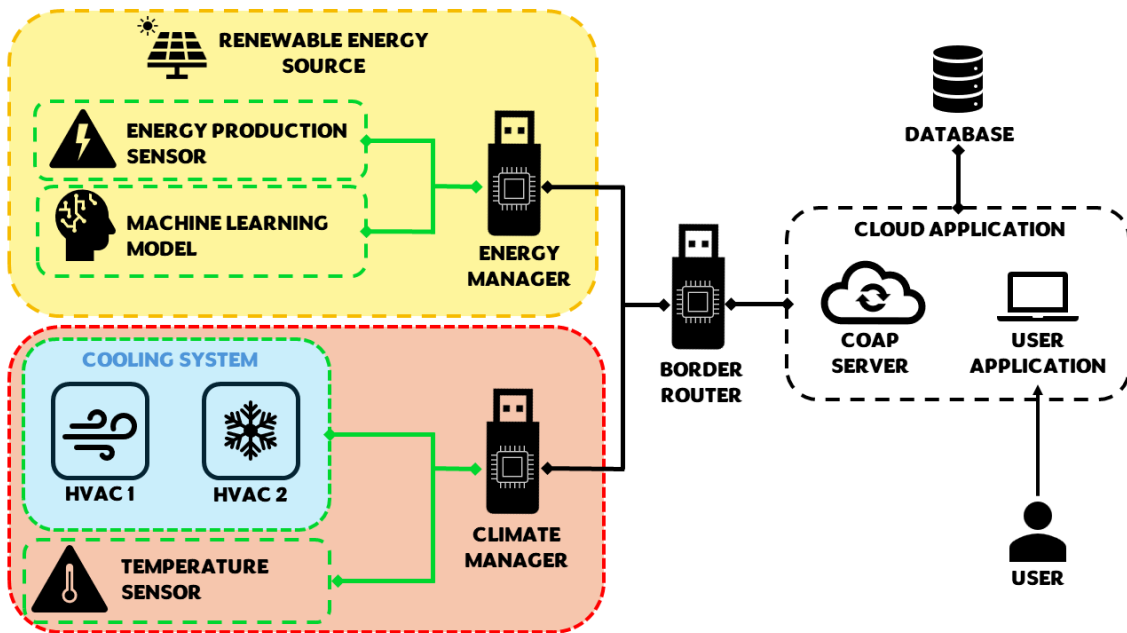 RENEWABLE ENERGY
SOURCE
ENERGY PRODUCTION
SENSOR
MACHINE LEARNING
MODEL
ENERGY
MANAGER
COOLING SYSTEM
HVAC 1
HVAC 2
TEMPERATURE
SENSOR
CLIMATE
MANAGER
BORDER
ROUTER
DATABASE
CLOUD APPLICATION
COAP
SERVER
USER
APPLICATION
USER